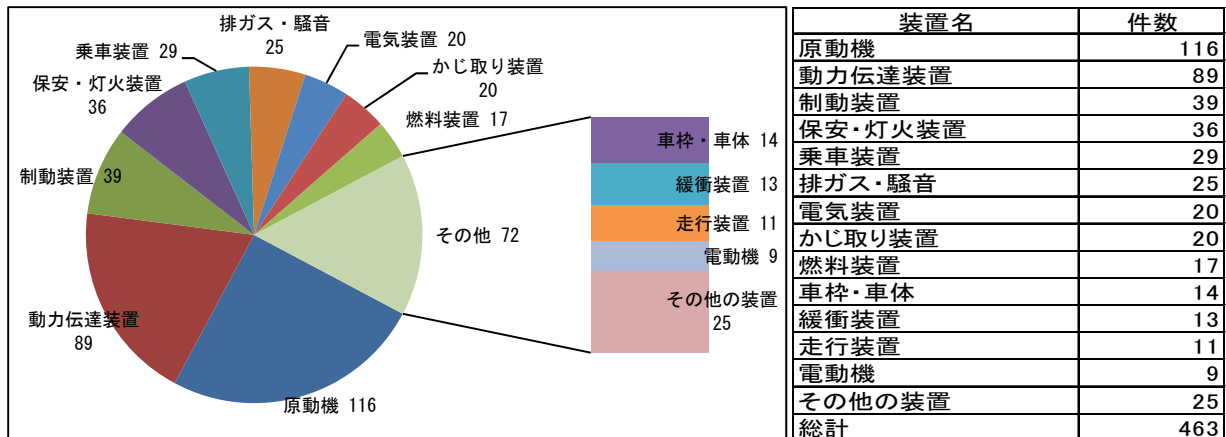 排ガス・騒音
25
電気装置 20
乗車装置 29
かじ取り装置
20
保安・灯火装置
36
燃料装置 17
制動装置 39
その他 72
動力伝達装置
89
原動機 116
車枠・車体 14
緩衝装置 13
走行装置 11
電動機 9
その他の装置
25
装置名 件数
原動機 116
動力伝達装置 89
制動装置 39
保安・灯火装置 36
乗車装置 29
排ガス・騒音 25
電気装置 20
かじ取り装置 20
燃料装置 17
車枠・車体 14
緩衝装置 13
走行装置 11
電動機 9
その他の装置 25
総計 463